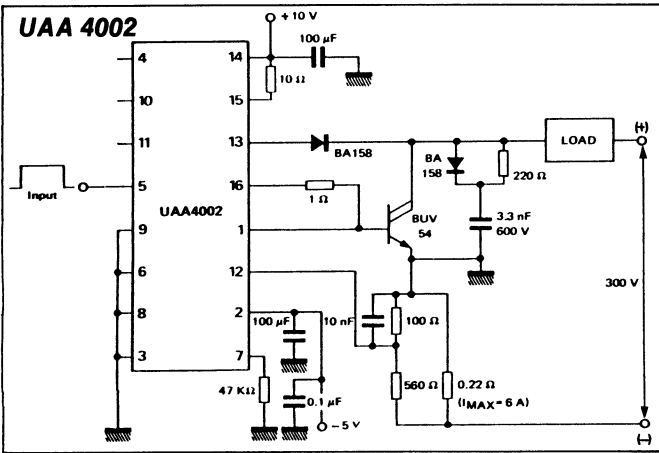 UAA 4002
+10 V
100 µF
4
14
10 Ω
10
15
11
13
BA158
BA
158
220 Ω
LOAD
(+)
Input
5
16
1 Ω
UAA4002
BUV
54
3.3 nF
600 V
9
1
6
12
300 V
8
2
100 µF
10 nF
100 Ω
3
7
47 KΩ
0.1 µF
560 Ω
0.22 Ω
(IMAX = 6 A)
–5 V
(–)